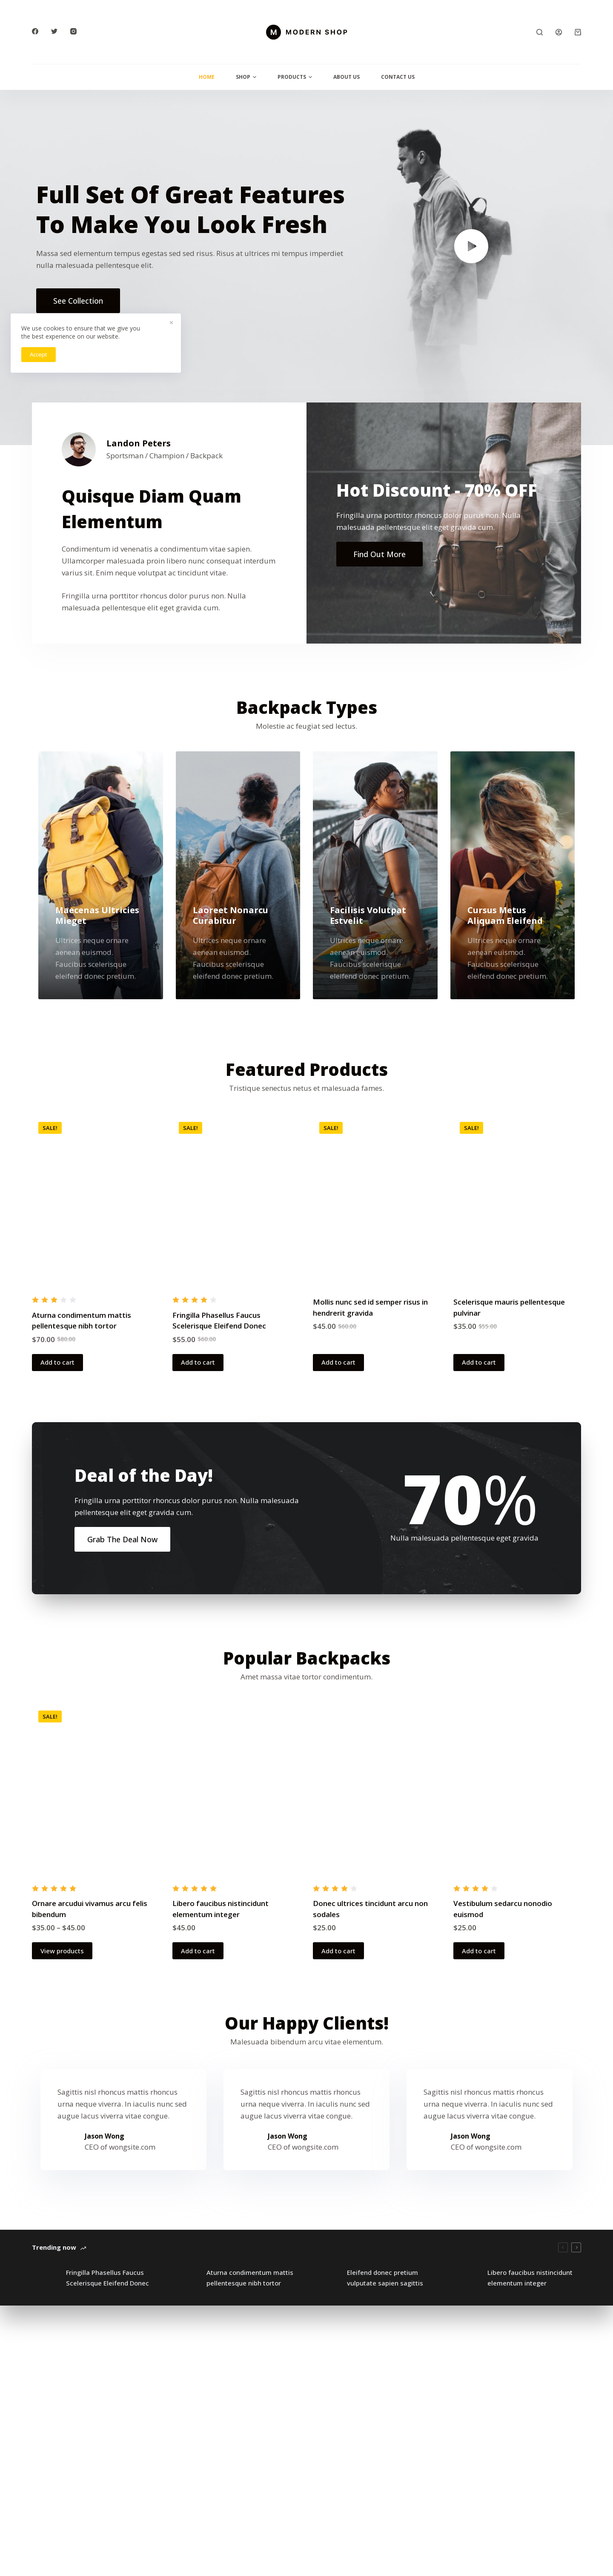 M MODERN SHOP
HOME SHOP PRODUCTS ABOUT US CONTACT US
Full Set Of Great Features
To Make You Look Fresh
Massa sed elementum tempus egestas sed sed risus. Risus at ultrices mi tempus imperdiet
nulla malesuada pellentesque elit.
See Collection
×
We use cookies to ensure that we give you
the best experience on our website.
Accept
Landon Peters
Sportsman / Champion / Backpack
Quisque Diam Quam
Elementum
Condimentum id venenatis a condimentum vitae sapien.
Ullamcorper malesuada proin libero nunc consequat interdum
varius sit. Enim neque volutpat ac tincidunt vitae.
Fringilla urna porttitor rhoncus dolor purus non. Nulla
malesuada pellentesque elit eget gravida cum.
Hot Discount - 70% OFF
Fringilla urna porttitor rhoncus dolor purus non. Nulla
malesuada pellentesque elit eget gravida cum.
Find Out More
Backpack Types
Molestie ac feugiat sed lectus.
Maecenas Ultricies
Mieget
Ultrices neque ornare
aenean euismod.
Faucibus scelerisque
eleifend donec pretium.
Laoreet Nonarcu
Curabitur
Ultrices neque ornare
aenean euismod.
Faucibus scelerisque
eleifend donec pretium.
Facilisis Volutpat
Estvelit
Ultrices neque ornare
aenean euismod.
Faucibus scelerisque
eleifend donec pretium.
Cursus Metus
Aliquam Eleifend
Ultrices neque ornare
aenean euismod.
Faucibus scelerisque
eleifend donec pretium.
Featured Products
Tristique senectus netus et malesuada fames.
SALE!
Aturna condimentum mattis
pellentesque nibh tortor
$70.00 $80.00
Add to cart
SALE!
Fringilla Phasellus Faucus
Scelerisque Eleifend Donec
$55.00 $60.00
Add to cart
SALE!
Mollis nunc sed id semper risus in
hendrerit gravida
$45.00 $60.00
Add to cart
SALE!
Scelerisque mauris pellentesque
pulvinar
$35.00 $55.00
Add to cart
Deal of the Day!
Fringilla urna porttitor rhoncus dolor purus non. Nulla malesuada
pellentesque elit eget gravida cum.
Grab The Deal Now
70%
Nulla malesuada pellentesque eget gravida
Popular Backpacks
Amet massa vitae tortor condimentum.
SALE!
Ornare arcudui vivamus arcu felis
bibendum
$35.00 – $45.00
View products
Libero faucibus nistincidunt
elementum integer
$45.00
Add to cart
Donec ultrices tincidunt arcu non
sodales
$25.00
Add to cart
Vestibulum sedarcu nonodio
euismod
$25.00
Add to cart
Our Happy Clients!
Malesuada bibendum arcu vitae elementum.
Sagittis nisl rhoncus mattis rhoncus
urna neque viverra. In iaculis nunc sed
augue lacus viverra vitae congue.
Jason Wong
CEO of wongsite.com
Sagittis nisl rhoncus mattis rhoncus
urna neque viverra. In iaculis nunc sed
augue lacus viverra vitae congue.
Jason Wong
CEO of wongsite.com
Sagittis nisl rhoncus mattis rhoncus
urna neque viverra. In iaculis nunc sed
augue lacus viverra vitae congue.
Jason Wong
CEO of wongsite.com
Trending now
Fringilla Phasellus Faucus
Scelerisque Eleifend Donec
Aturna condimentum mattis
pellentesque nibh tortor
Eleifend donec pretium
vulputate sapien sagittis
Libero faucibus nistincidunt
elementum integer